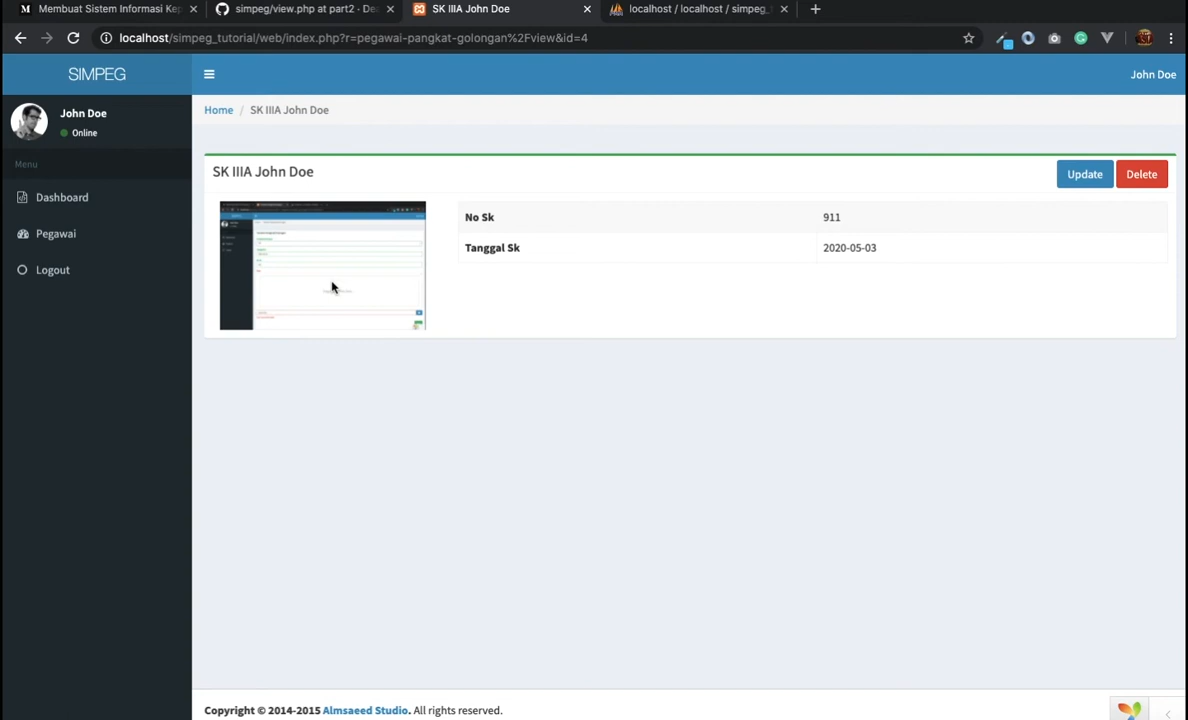 Membuat Sistem Informasi Kep
simpeg/view.php at part2 · De
SK IIIA John Doe
localhost / localhost / simpeg_
localhost/simpeg_tutorial/web/index.php?r=pegawai-pangkat-golongan%2Fview&id=4
SIMPEG
John Doe
John Doe
Online
Home / SK IIIA John Doe
Menu
SK IIIA John Doe
Update
Delete
Dashboard
No Sk 911
Pegawai
Tanggal Sk 2020-05-03
Logout
Copyright © 2014-2015 Almsaeed Studio. All rights reserved.